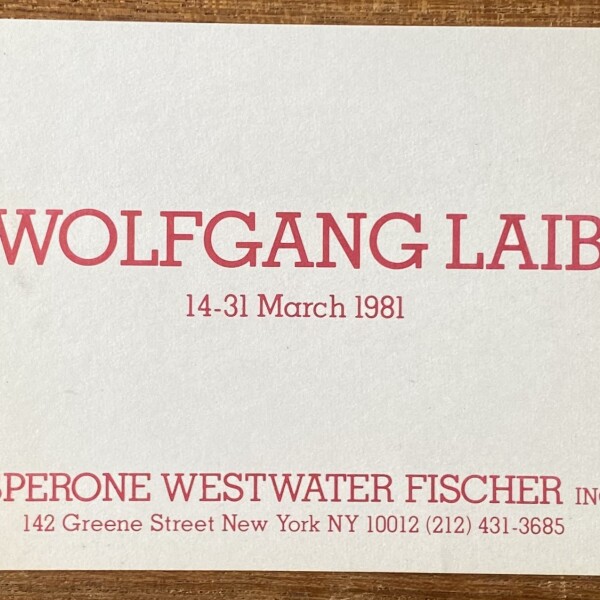 WOLFGANG LAIB
14-31 March 1981
SPERONE WESTWATER FISCHER INC
142 Greene Street New York NY 10012 (212) 431-3685